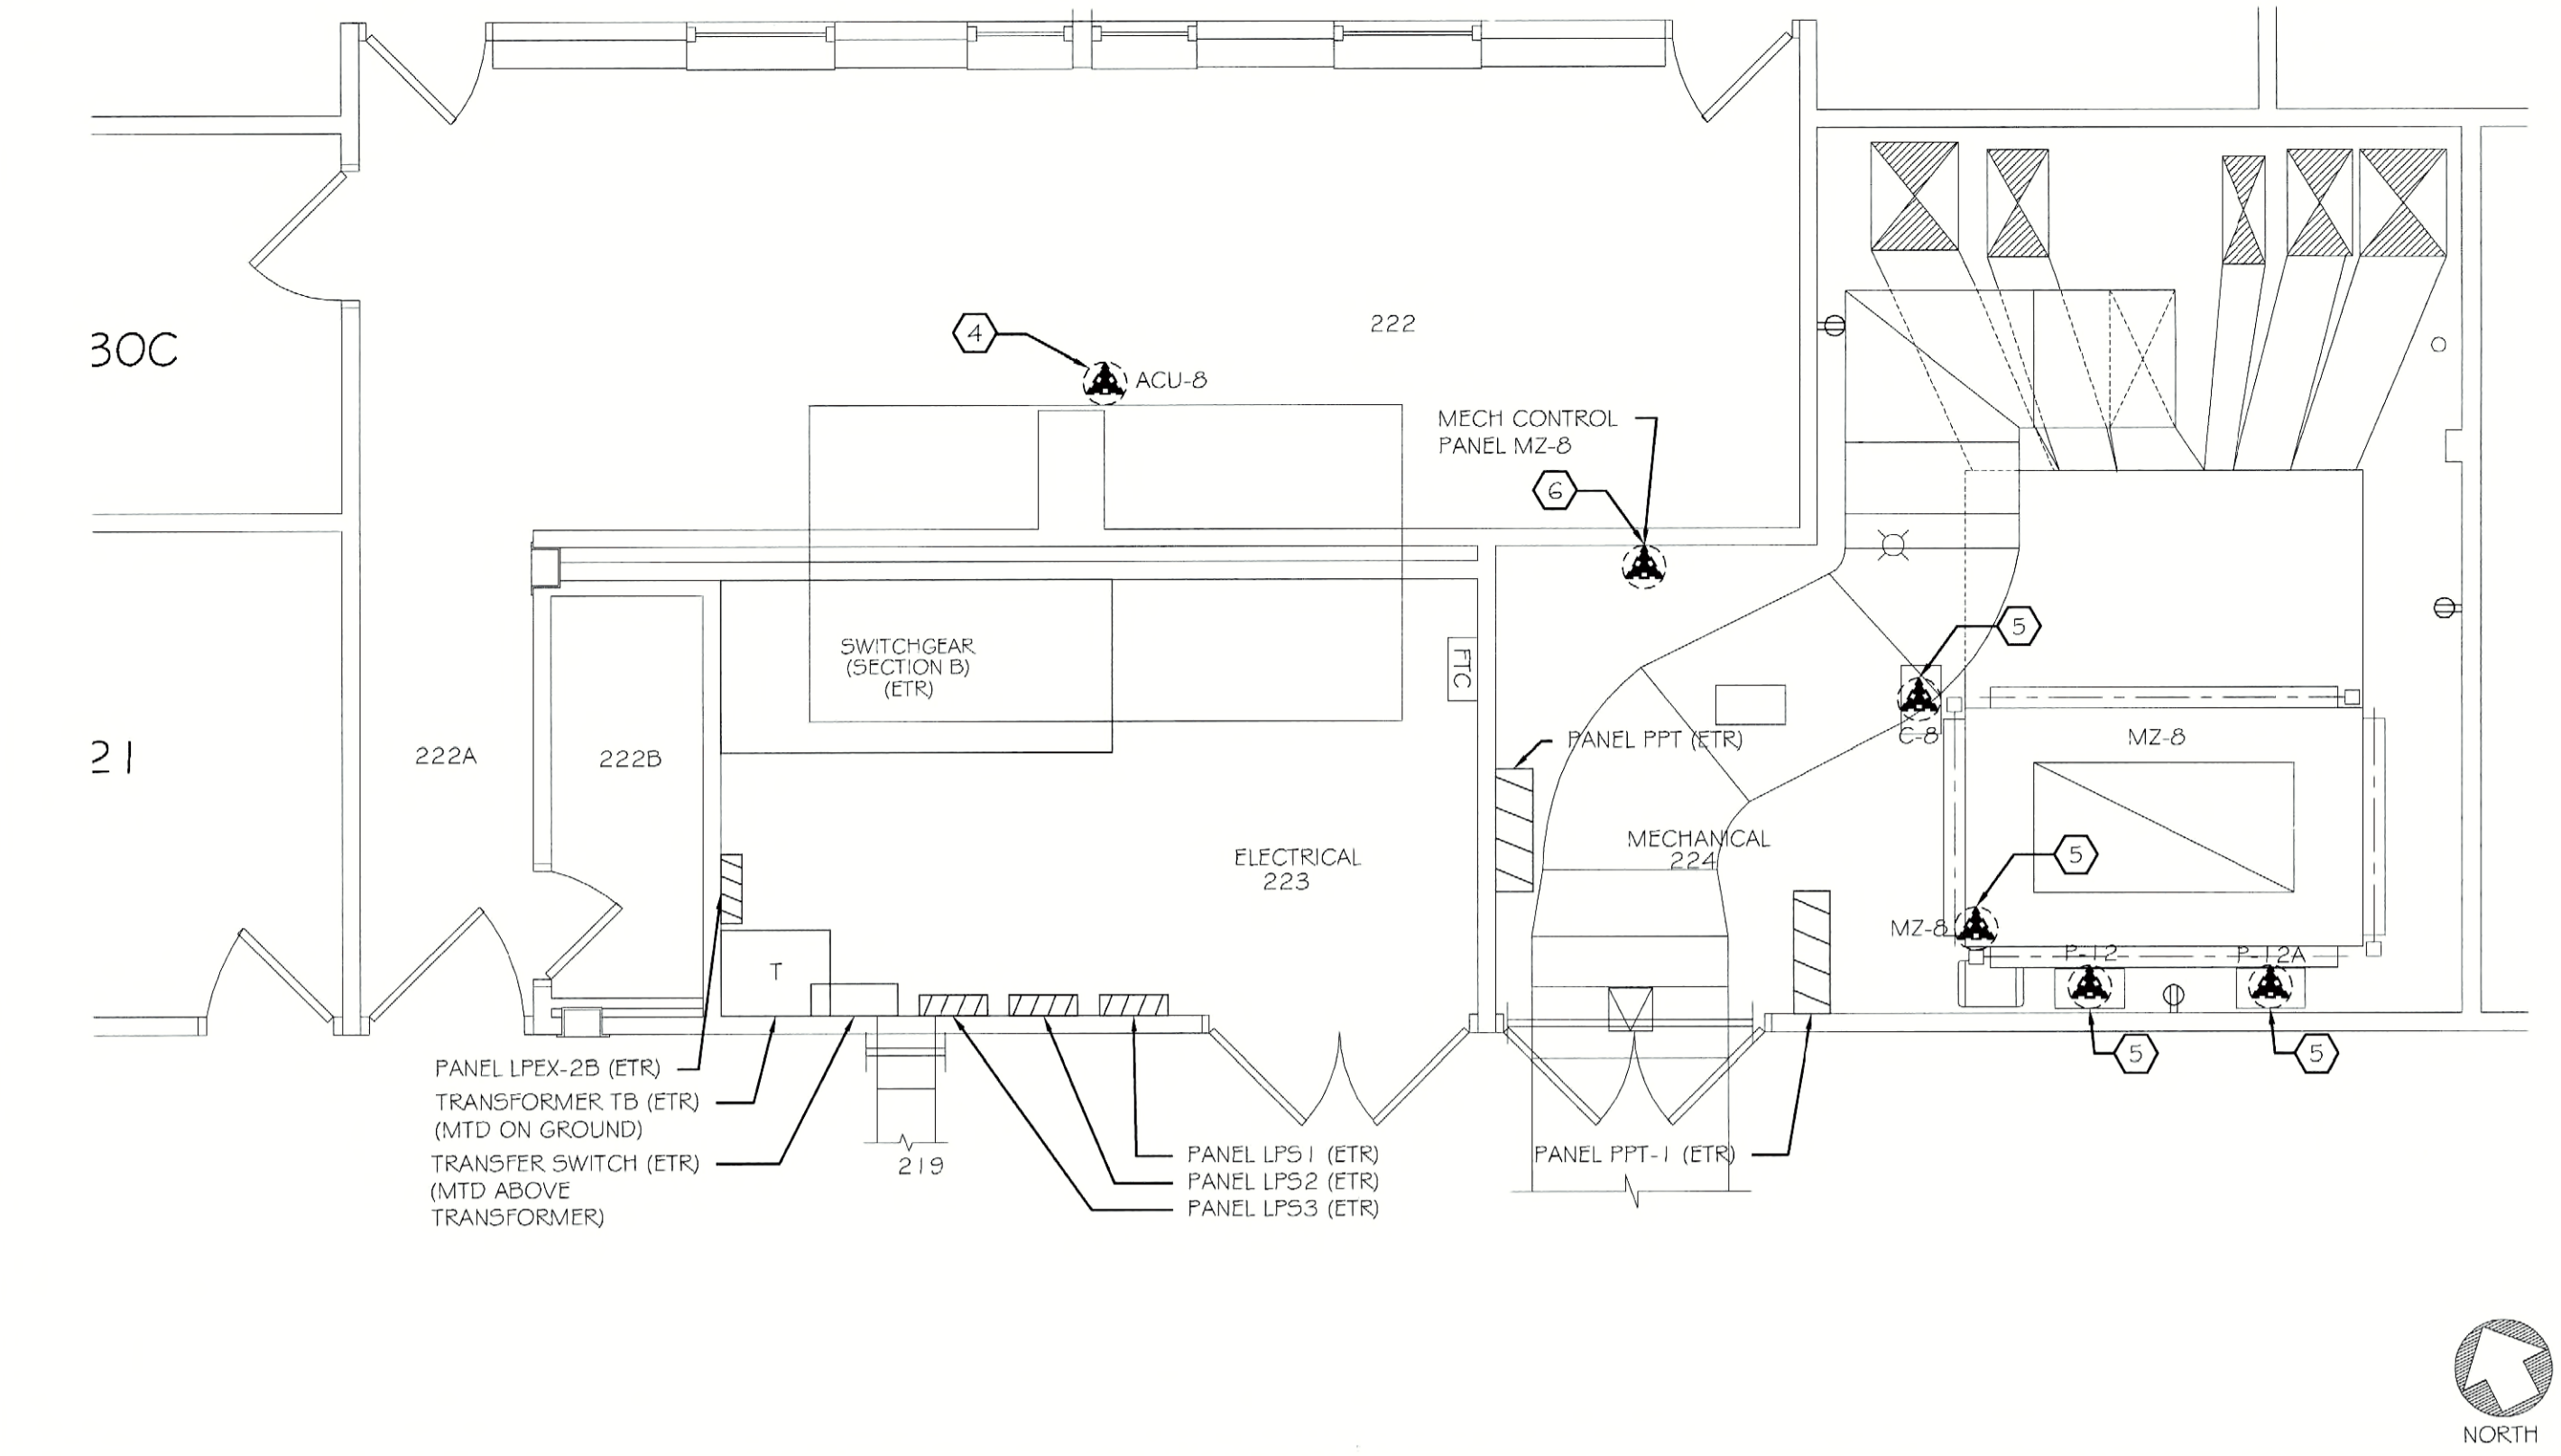 222
4
ACU-8
30C
MECH CONTROL
PANEL MZ-8
6
5
SWITCHGEAR
(SECTION B)
(ETR)
FTC
PANEL PPT (ETR)
C-8
MZ-8
21
222A
222B
MECHANICAL
224
ELECTRICAL
223
5
MZ-8
P-12
P-12A
T
5
5
PANEL LPEX-2B (ETR)
TRANSFORMER TB (ETR)
(MTD ON GROUND)
TRANSFER SWITCH (ETR)
(MTD ABOVE
TRANSFORMER)
219
PANEL LPS1 (ETR)
PANEL LPS2 (ETR)
PANEL LPS3 (ETR)
PANEL PPT-1 (ETR)
NORTH